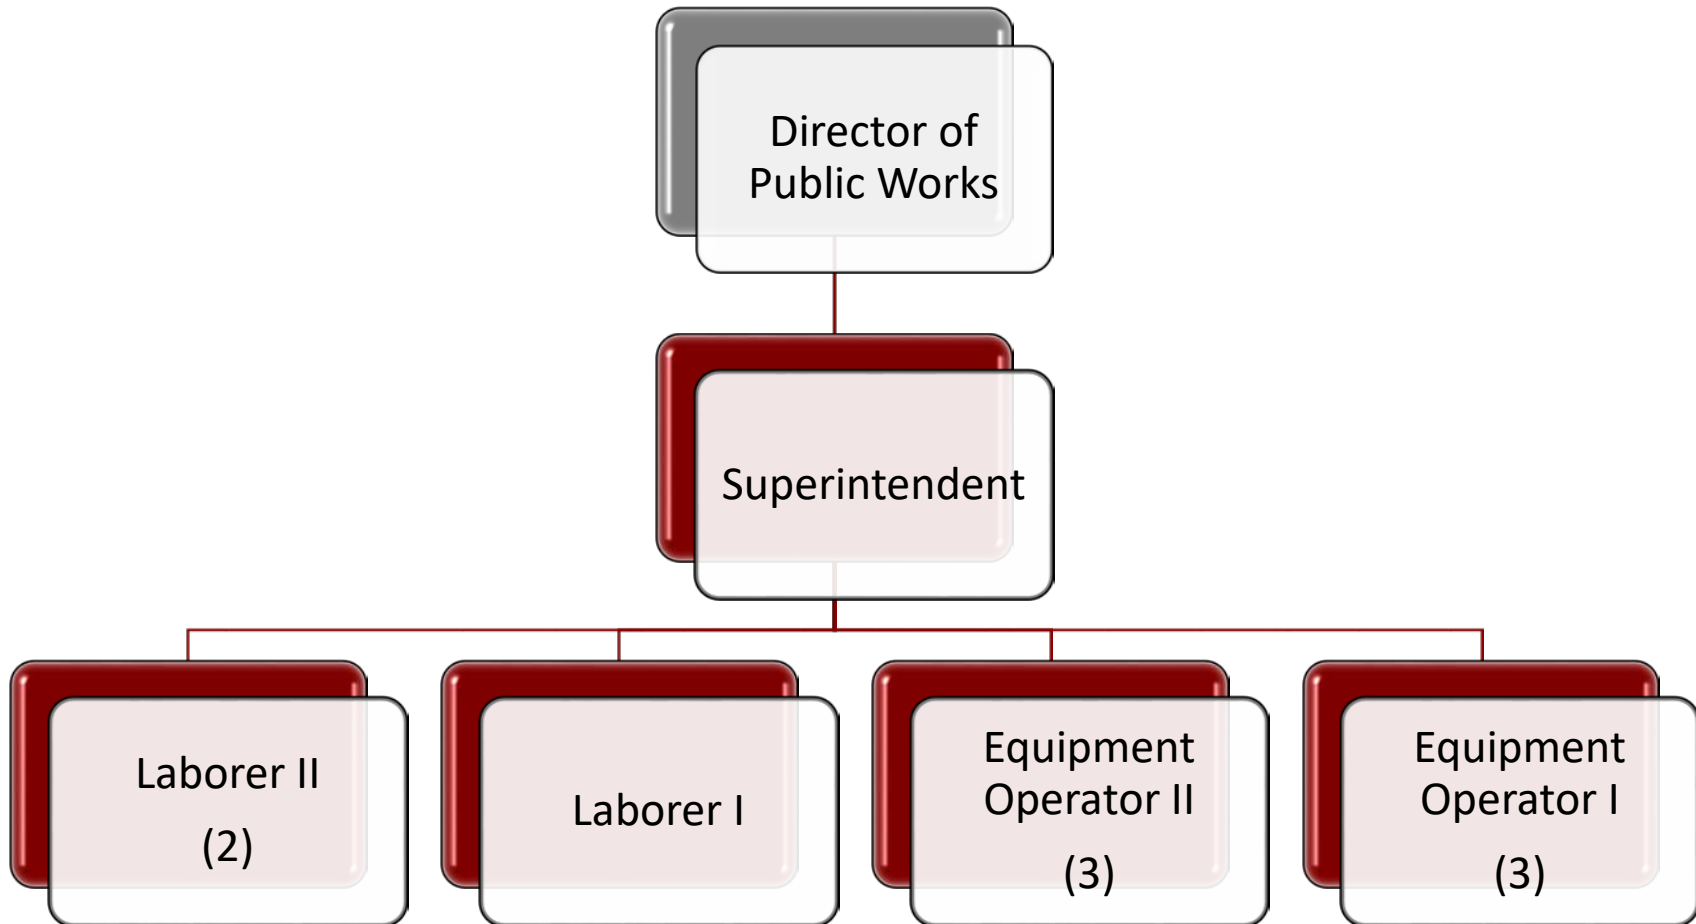 Director of
Public Works
Superintendent
Laborer II
(2)
Laborer I
Equipment
Operator II
(3)
Equipment
Operator I
(3)